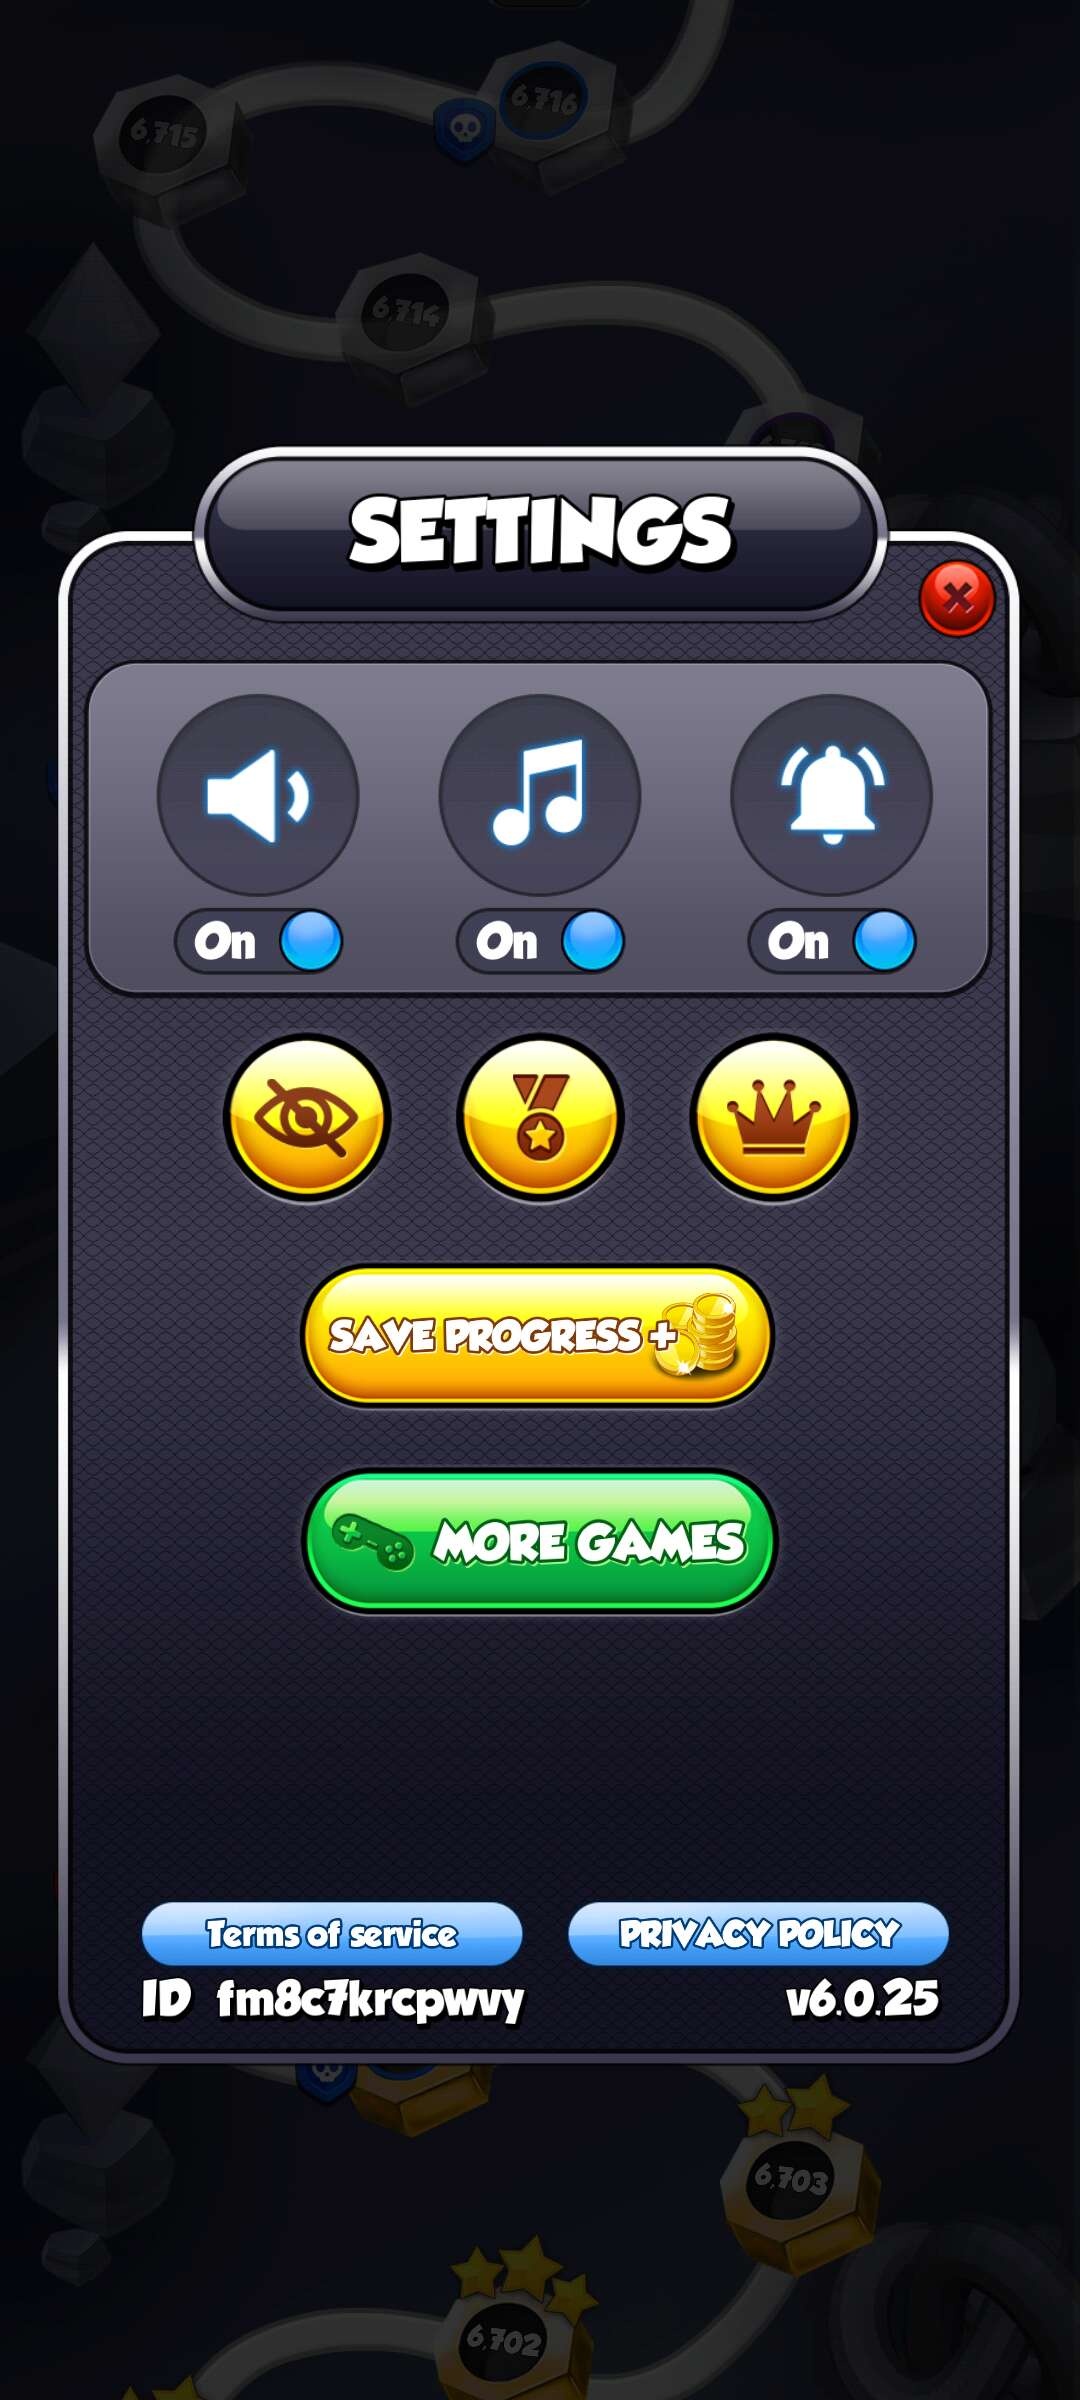 6,715
6,716
6,714
SETTINGS
On
On
On
SAVE PROGRESS +
MORE GAMES
Terms of service
PRIVACY POLICY
ID fm8c7krcpwvy
v6.0.25
6,703
6,702